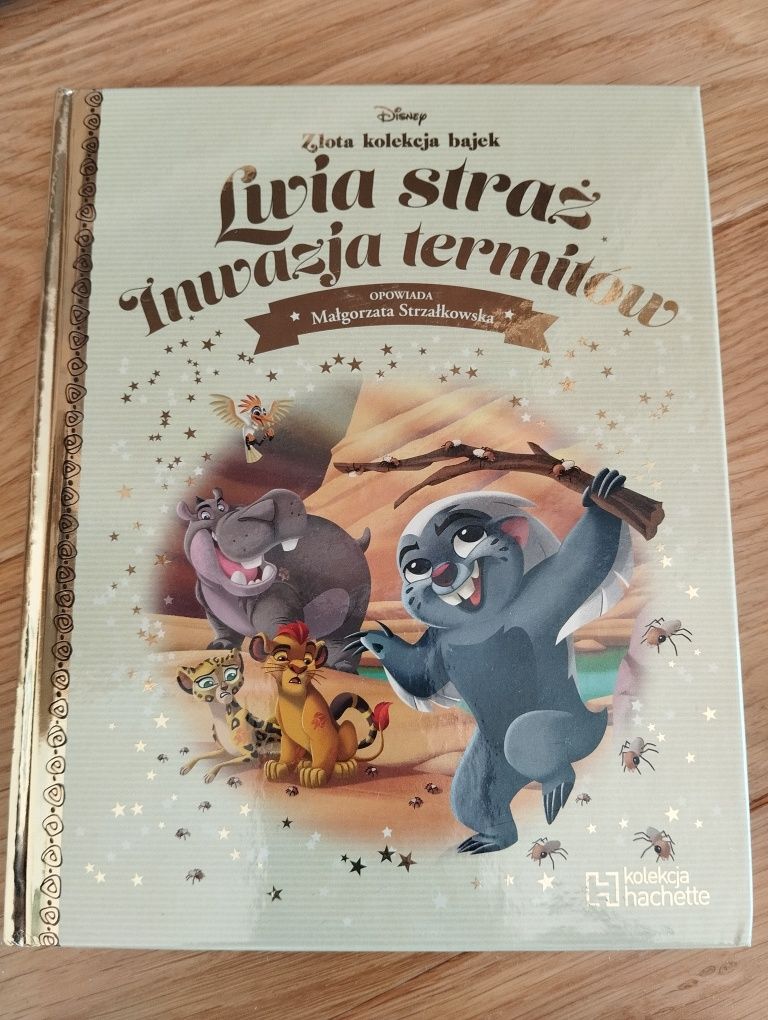 Disney
Złota kolekcja bajek
Lwia straż
Inwazja termitów
OPOWIADA
Małgorzata Strzałkowska
kolekcja
hachette